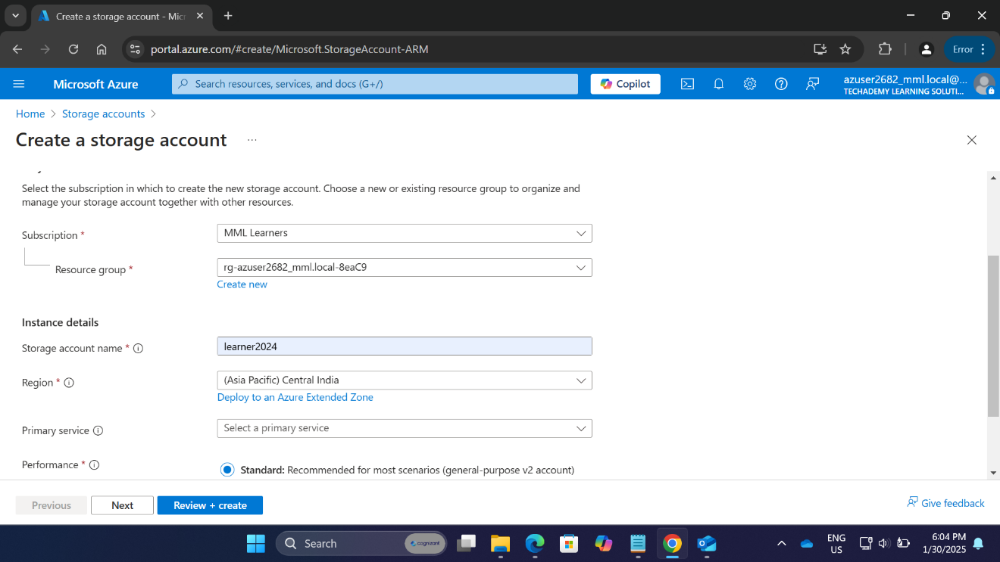 Create a storage account - Micr
portal.azure.com/#create/Microsoft.StorageAccount-ARM
Error
Microsoft Azure
Search resources, services, and docs (G+/)
Copilot
azuser2682_mml.local@...
TECHADEMY LEARNING SOLUTI...
Home > Storage accounts >
Create a storage account ...
Select the subscription in which to create the new storage account. Choose a new or existing resource group to organize and
manage your storage account together with other resources.
Subscription *
MML Learners
Resource group *
rg-azuser2682_mml.local-8eaC9
Create new
Instance details
Storage account name *
learner2024
Region *
(Asia Pacific) Central India
Deploy to an Azure Extended Zone
Primary service
Select a primary service
Performance *
Standard: Recommended for most scenarios (general-purpose v2 account)
Previous
Next
Review + create
Give feedback
Search
cognizant
ENG
US
6:04 PM
1/30/2025